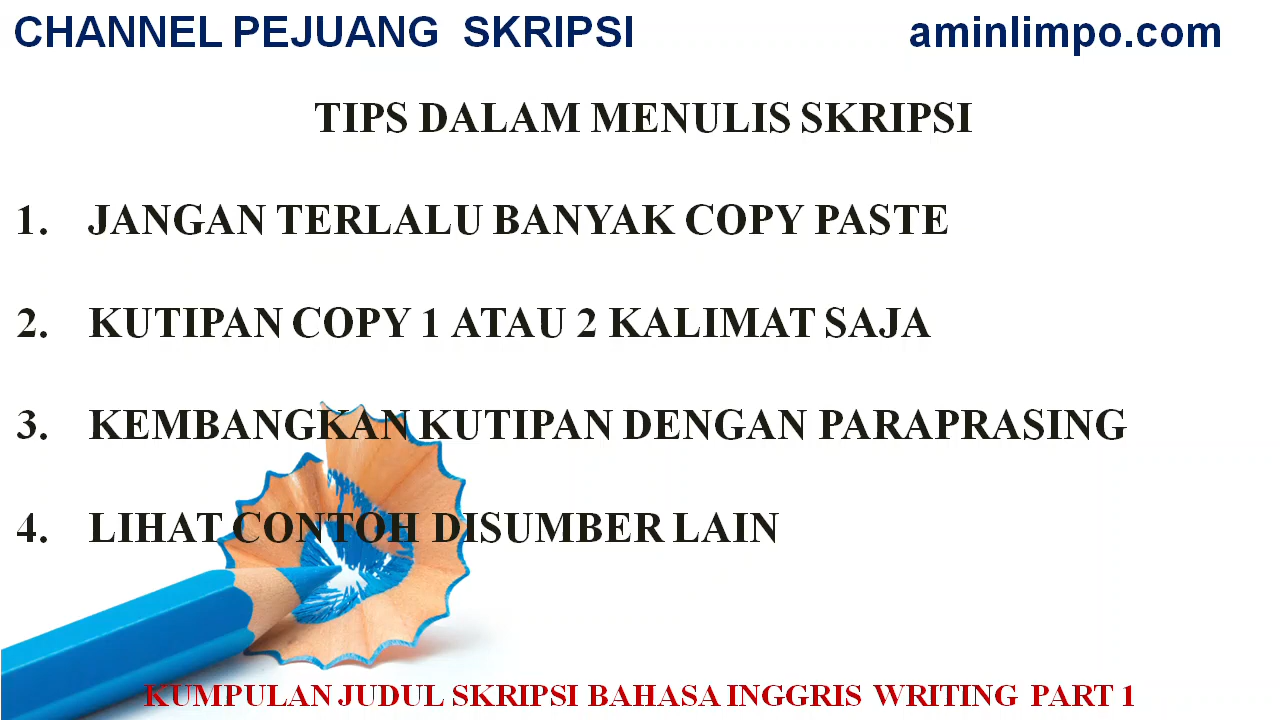 CHANNEL PEJUANG SKRIPSI aminlimpo.com
TIPS DALAM MENULIS SKRIPSI
1. JANGAN TERLALU BANYAK COPY PASTE
2. KUTIPAN COPY 1 ATAU 2 KALIMAT SAJA
3. KEMBANGKAN KUTIPAN DENGAN PARAPRASING
4. LIHAT CONTOH DISUMBER LAIN
KUMPULAN JUDUL SKRIPSI BAHASA INGGRIS WRITING PART 1